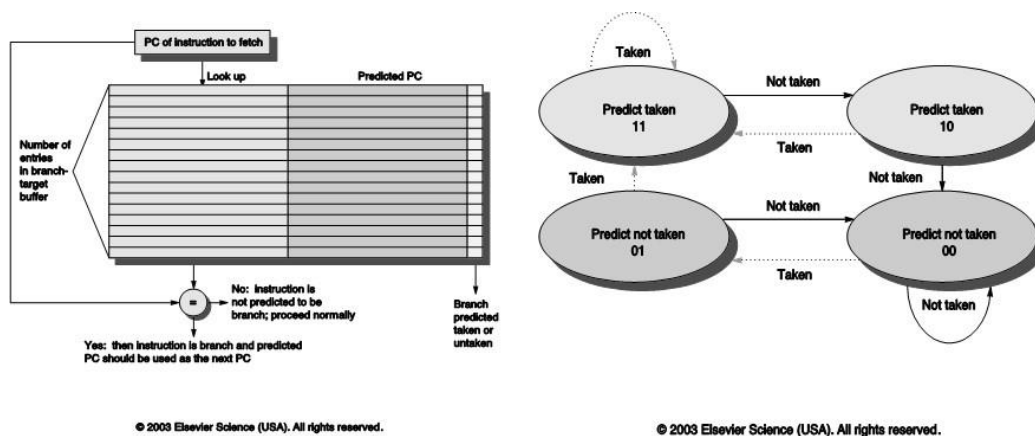 PC of instruction to fetch
Look up
Predicted PC
Number of
entries
in branch-
target
buffer
=
No: instruction is
not predicted to be
branch; proceed normally
Branch
predicted
taken or
untaken
Yes: then instruction is branch and predicted
PC should be used as the next PC
© 2003 Elsevier Science (USA). All rights reserved.
Taken
Predict taken
11
Not taken
Predict taken
10
Taken
Taken
Not taken
Predict not taken
01
Not taken
Predict not taken
00
Taken
Not taken
© 2003 Elsevier Science (USA). All rights reserved.